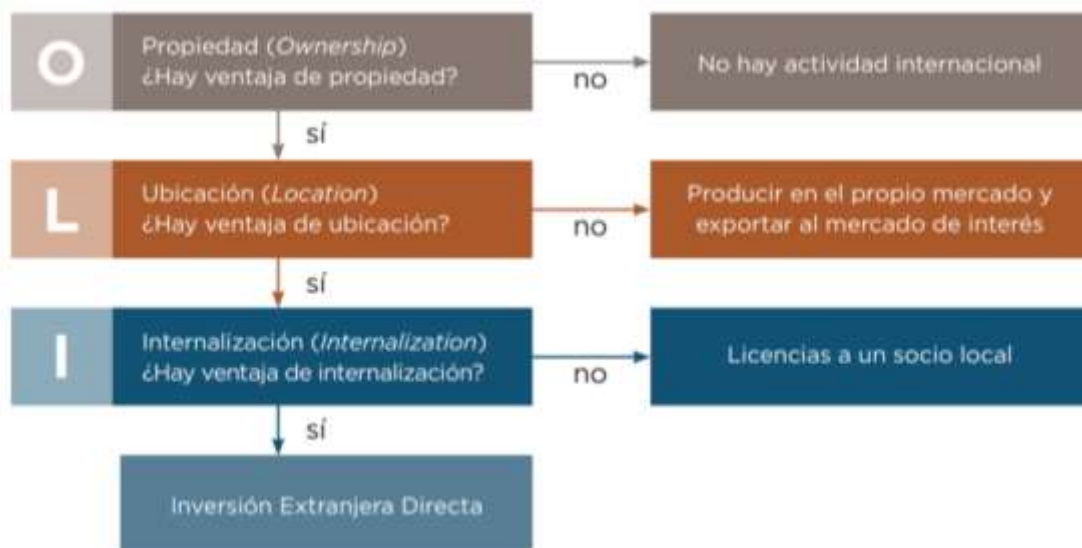 O
Propiedad (Ownership)
¿Hay ventaja de propiedad?
no
No hay actividad internacional
sí
L
Ubicación (Location)
¿Hay ventaja de ubicación?
no
Producir en el propio mercado y
exportar al mercado de interés
sí
I
Internalización (Internalization)
¿Hay ventaja de internalización?
no
Licencias a un socio local
sí
Inversión Extranjera Directa